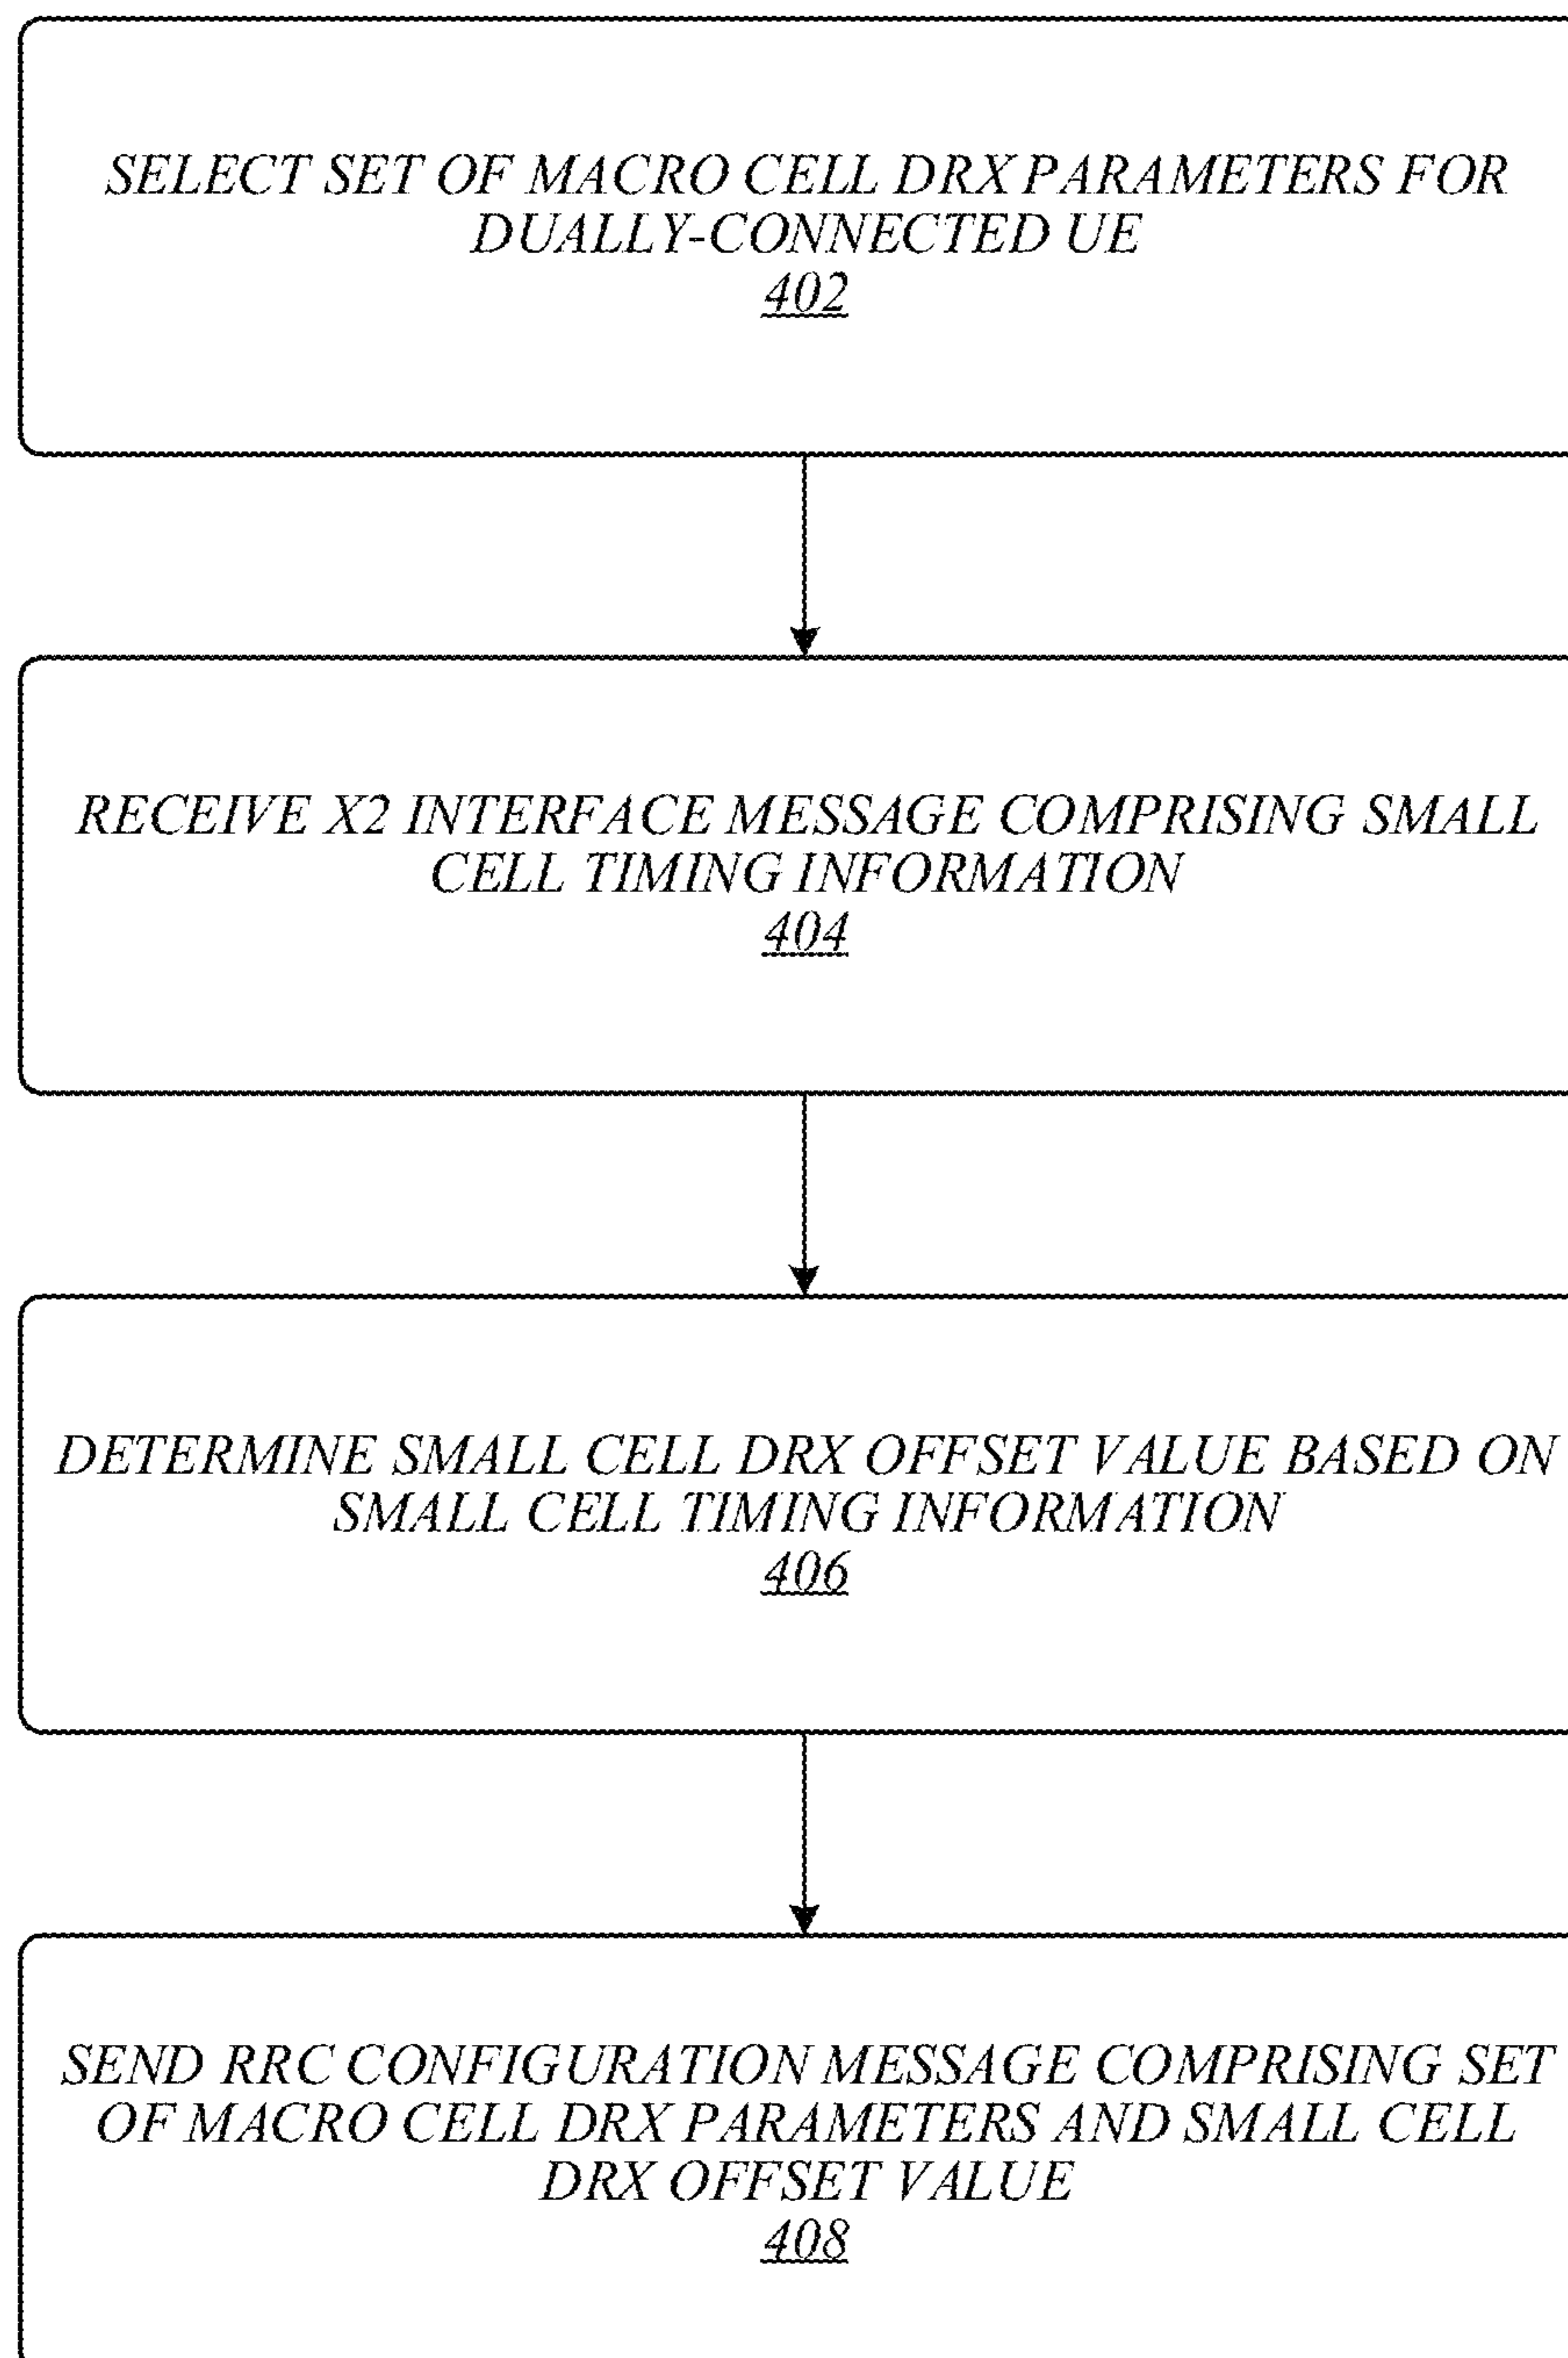 SELECT SET OF MACRO CELL DRX PARAMETERS FOR
DUALLY-CONNECTED UE
402
RECEIVE X2 INTERFACE MESSAGE COMPRISING SMALL
CELL TIMING INFORMATION
404
DETERMINE SMALL CELL DRX OFFSET VALUE BASED ON
SMALL CELL TIMING INFORMATION
406
SEND RRC CONFIGURATION MESSAGE COMPRISING SET
OF MACRO CELL DRX PARAMETERS AND SMALL CELL
DRX OFFSET VALUE
408